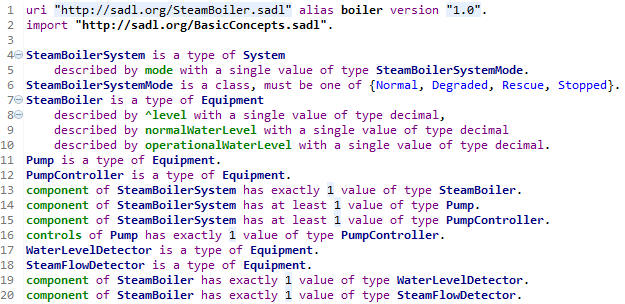 1 uri "http://sadl.org/SteamBoiler.sadl" alias boiler version "1.0".
2 import "http://sadl.org/BasicConcepts.sadl".
3
4 SteamBoilerSystem is a type of System
5 described by mode with a single value of type SteamBoilerSystemMode.
6 SteamBoilerSystemMode is a class, must be one of {Normal, Degraded, Rescue, Stopped}.
7 SteamBoiler is a type of Equipment
8 described by ^level with a single value of type decimal,
9 described by normalWaterLevel with a single value of type decimal
10 described by operationalWaterLevel with a single value of type decimal.
11 Pump is a type of Equipment.
12 PumpController is a type of Equipment.
13 component of SteamBoilerSystem has exactly 1 value of type SteamBoiler.
14 component of SteamBoilerSystem has at least 1 value of type Pump.
15 component of SteamBoilerSystem has at least 1 value of type PumpController.
16 controls of Pump has exactly 1 value of type PumpController.
17 WaterLevelDetector is a type of Equipment.
18 SteamFlowDetector is a type of Equipment.
19 component of SteamBoiler has exactly 1 value of type WaterLevelDetector.
20 component of SteamBoiler has exactly 1 value of type SteamFlowDetector.